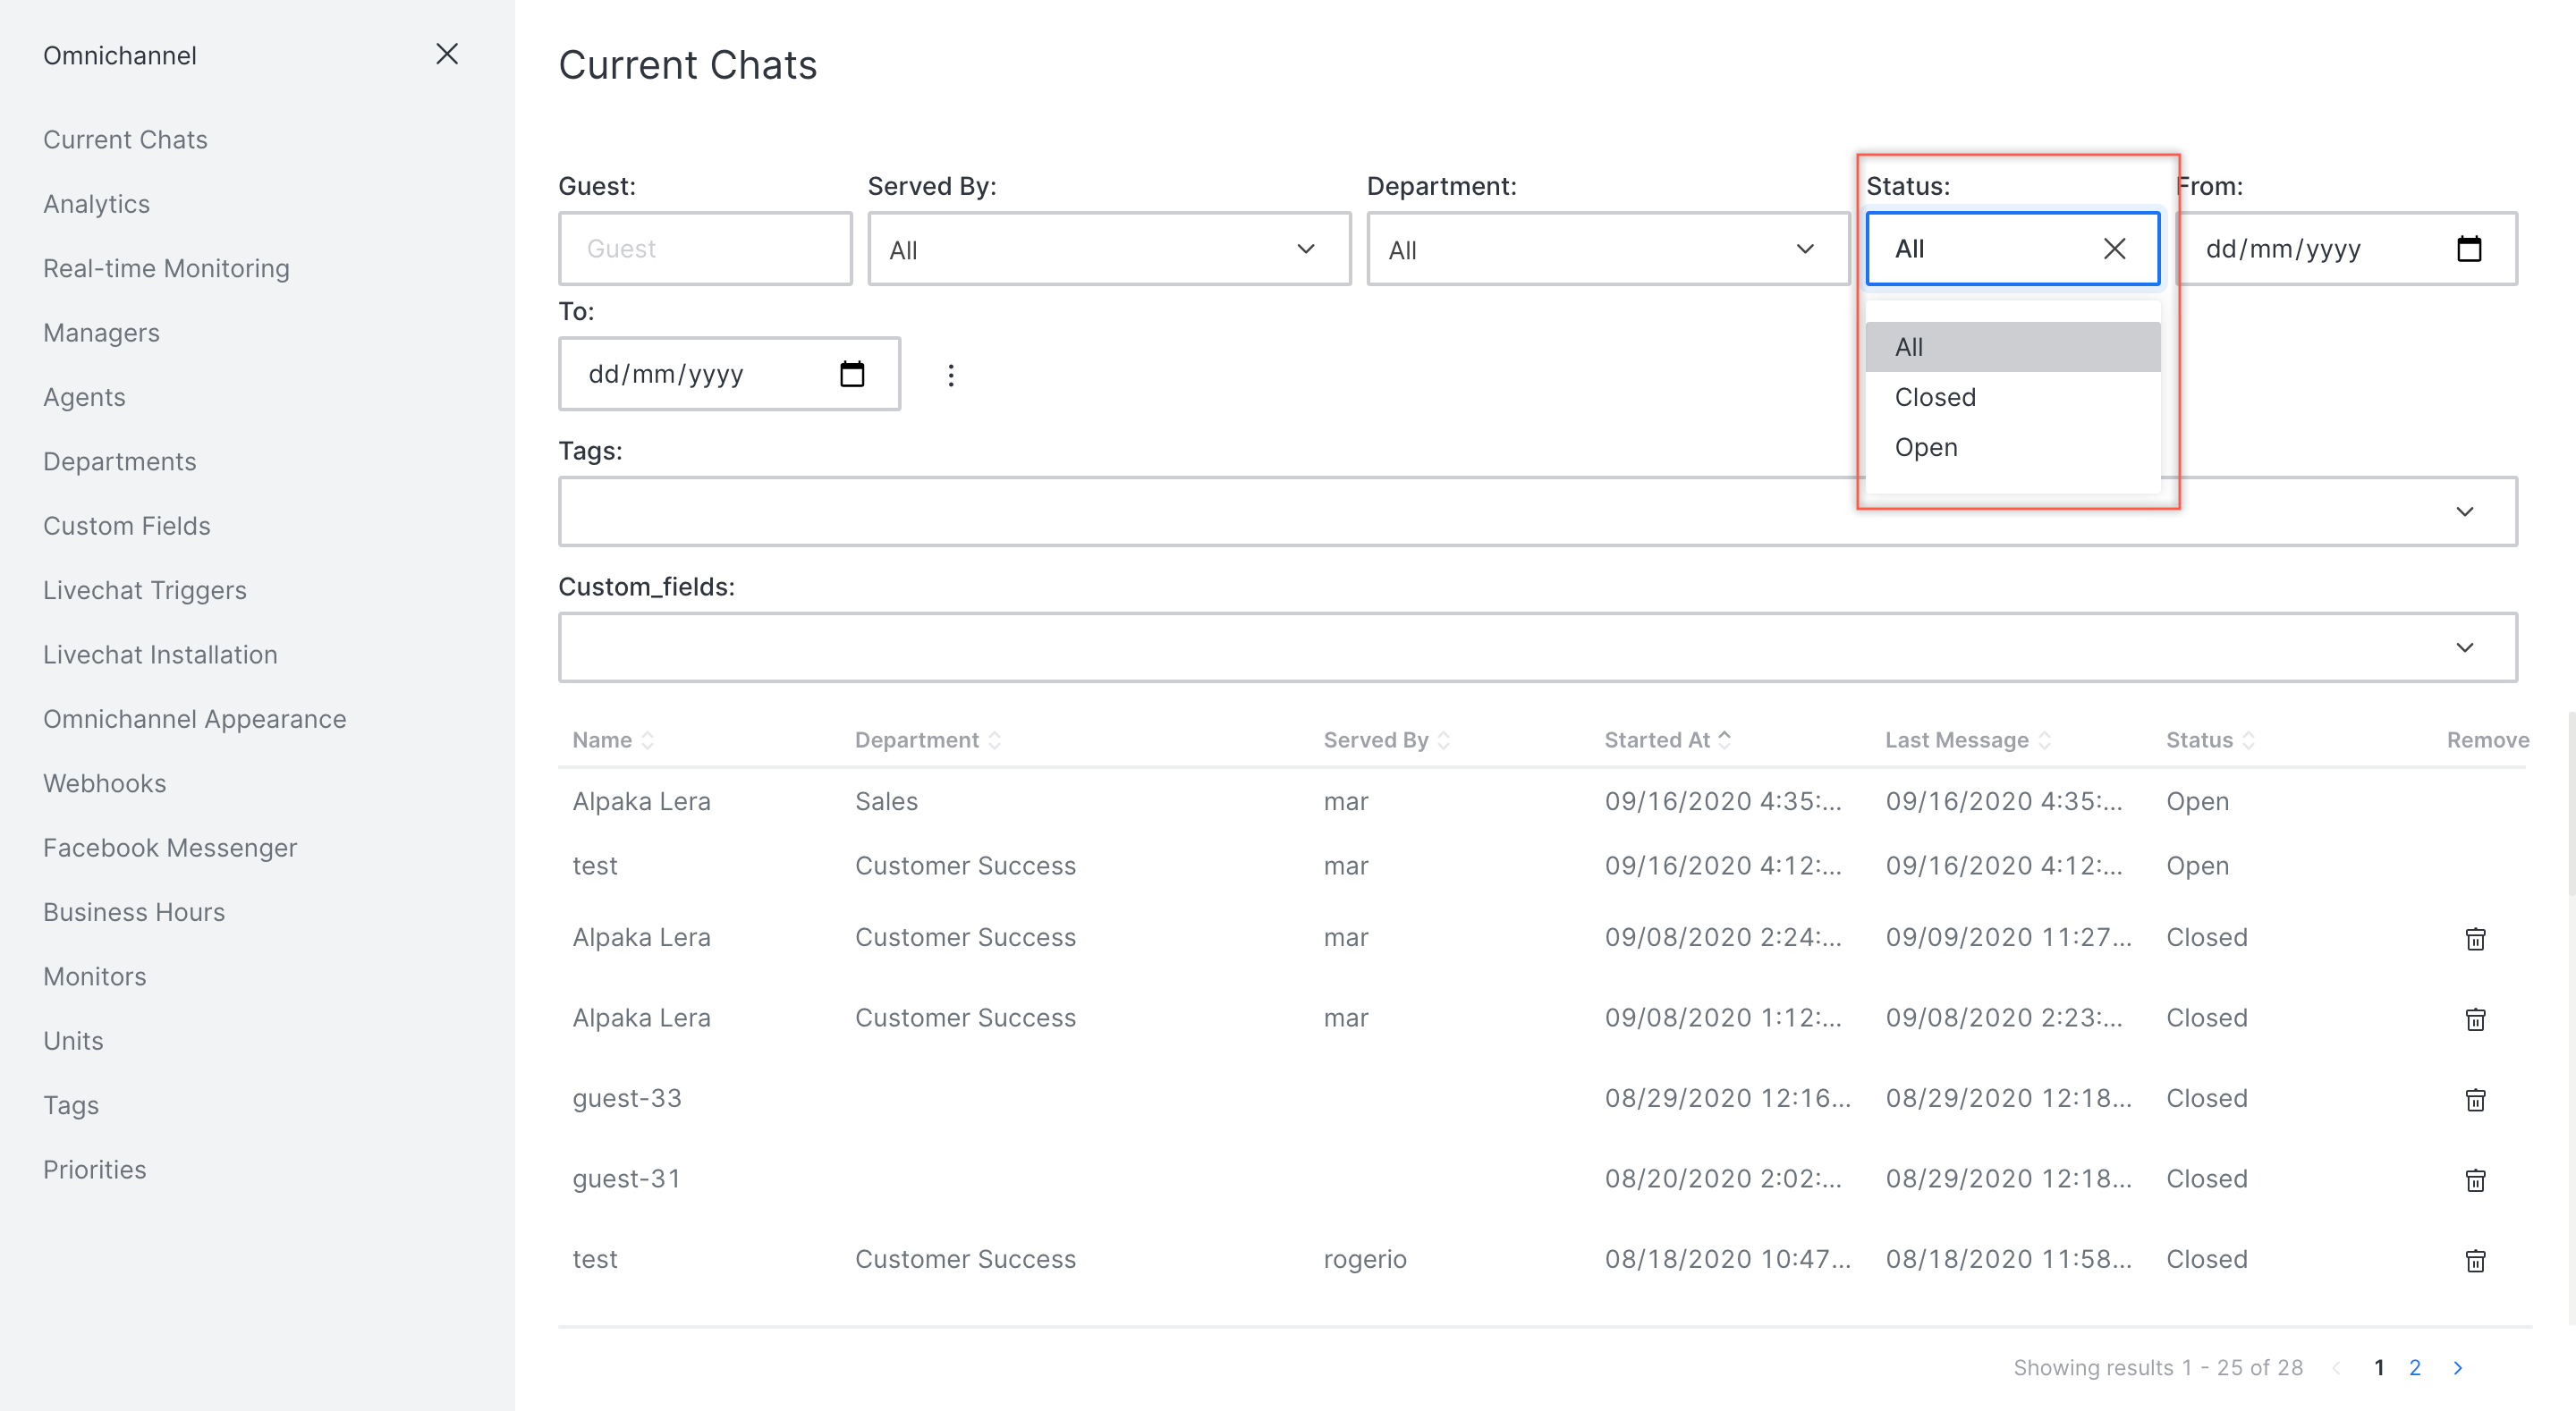 Omnichannel
Current Chats
Analytics
Real-time Monitoring
Managers
Agents
Departments
Custom Fields
Livechat Triggers
Livechat Installation
Omnichannel Appearance
Webhooks
Facebook Messenger
Business Hours
Monitors
Units
Tags
Priorities
Current Chats
Guest: Served By: Department: Status: From:
Guest All All All dd/mm/yyyy
All
Closed
Open
To:
dd/mm/yyyy
Tags:
Custom_fields:
Name Department Served By Started At Last Message Status Remove
Alpaka Lera Sales mar 09/16/2020 4:35:... 09/16/2020 4:35:... Open
test Customer Success mar 09/16/2020 4:12:... 09/16/2020 4:12:... Open
Alpaka Lera Customer Success mar 09/08/2020 2:24:... 09/09/2020 11:27... Closed
Alpaka Lera Customer Success mar 09/08/2020 1:12:... 09/08/2020 2:23:... Closed
guest-33 08/29/2020 12:16... 08/29/2020 12:18... Closed
guest-31 08/20/2020 2:02:... 08/29/2020 12:18... Closed
test Customer Success rogerio 08/18/2020 10:47... 08/18/2020 11:58... Closed
Showing results 1 - 25 of 28 1 2